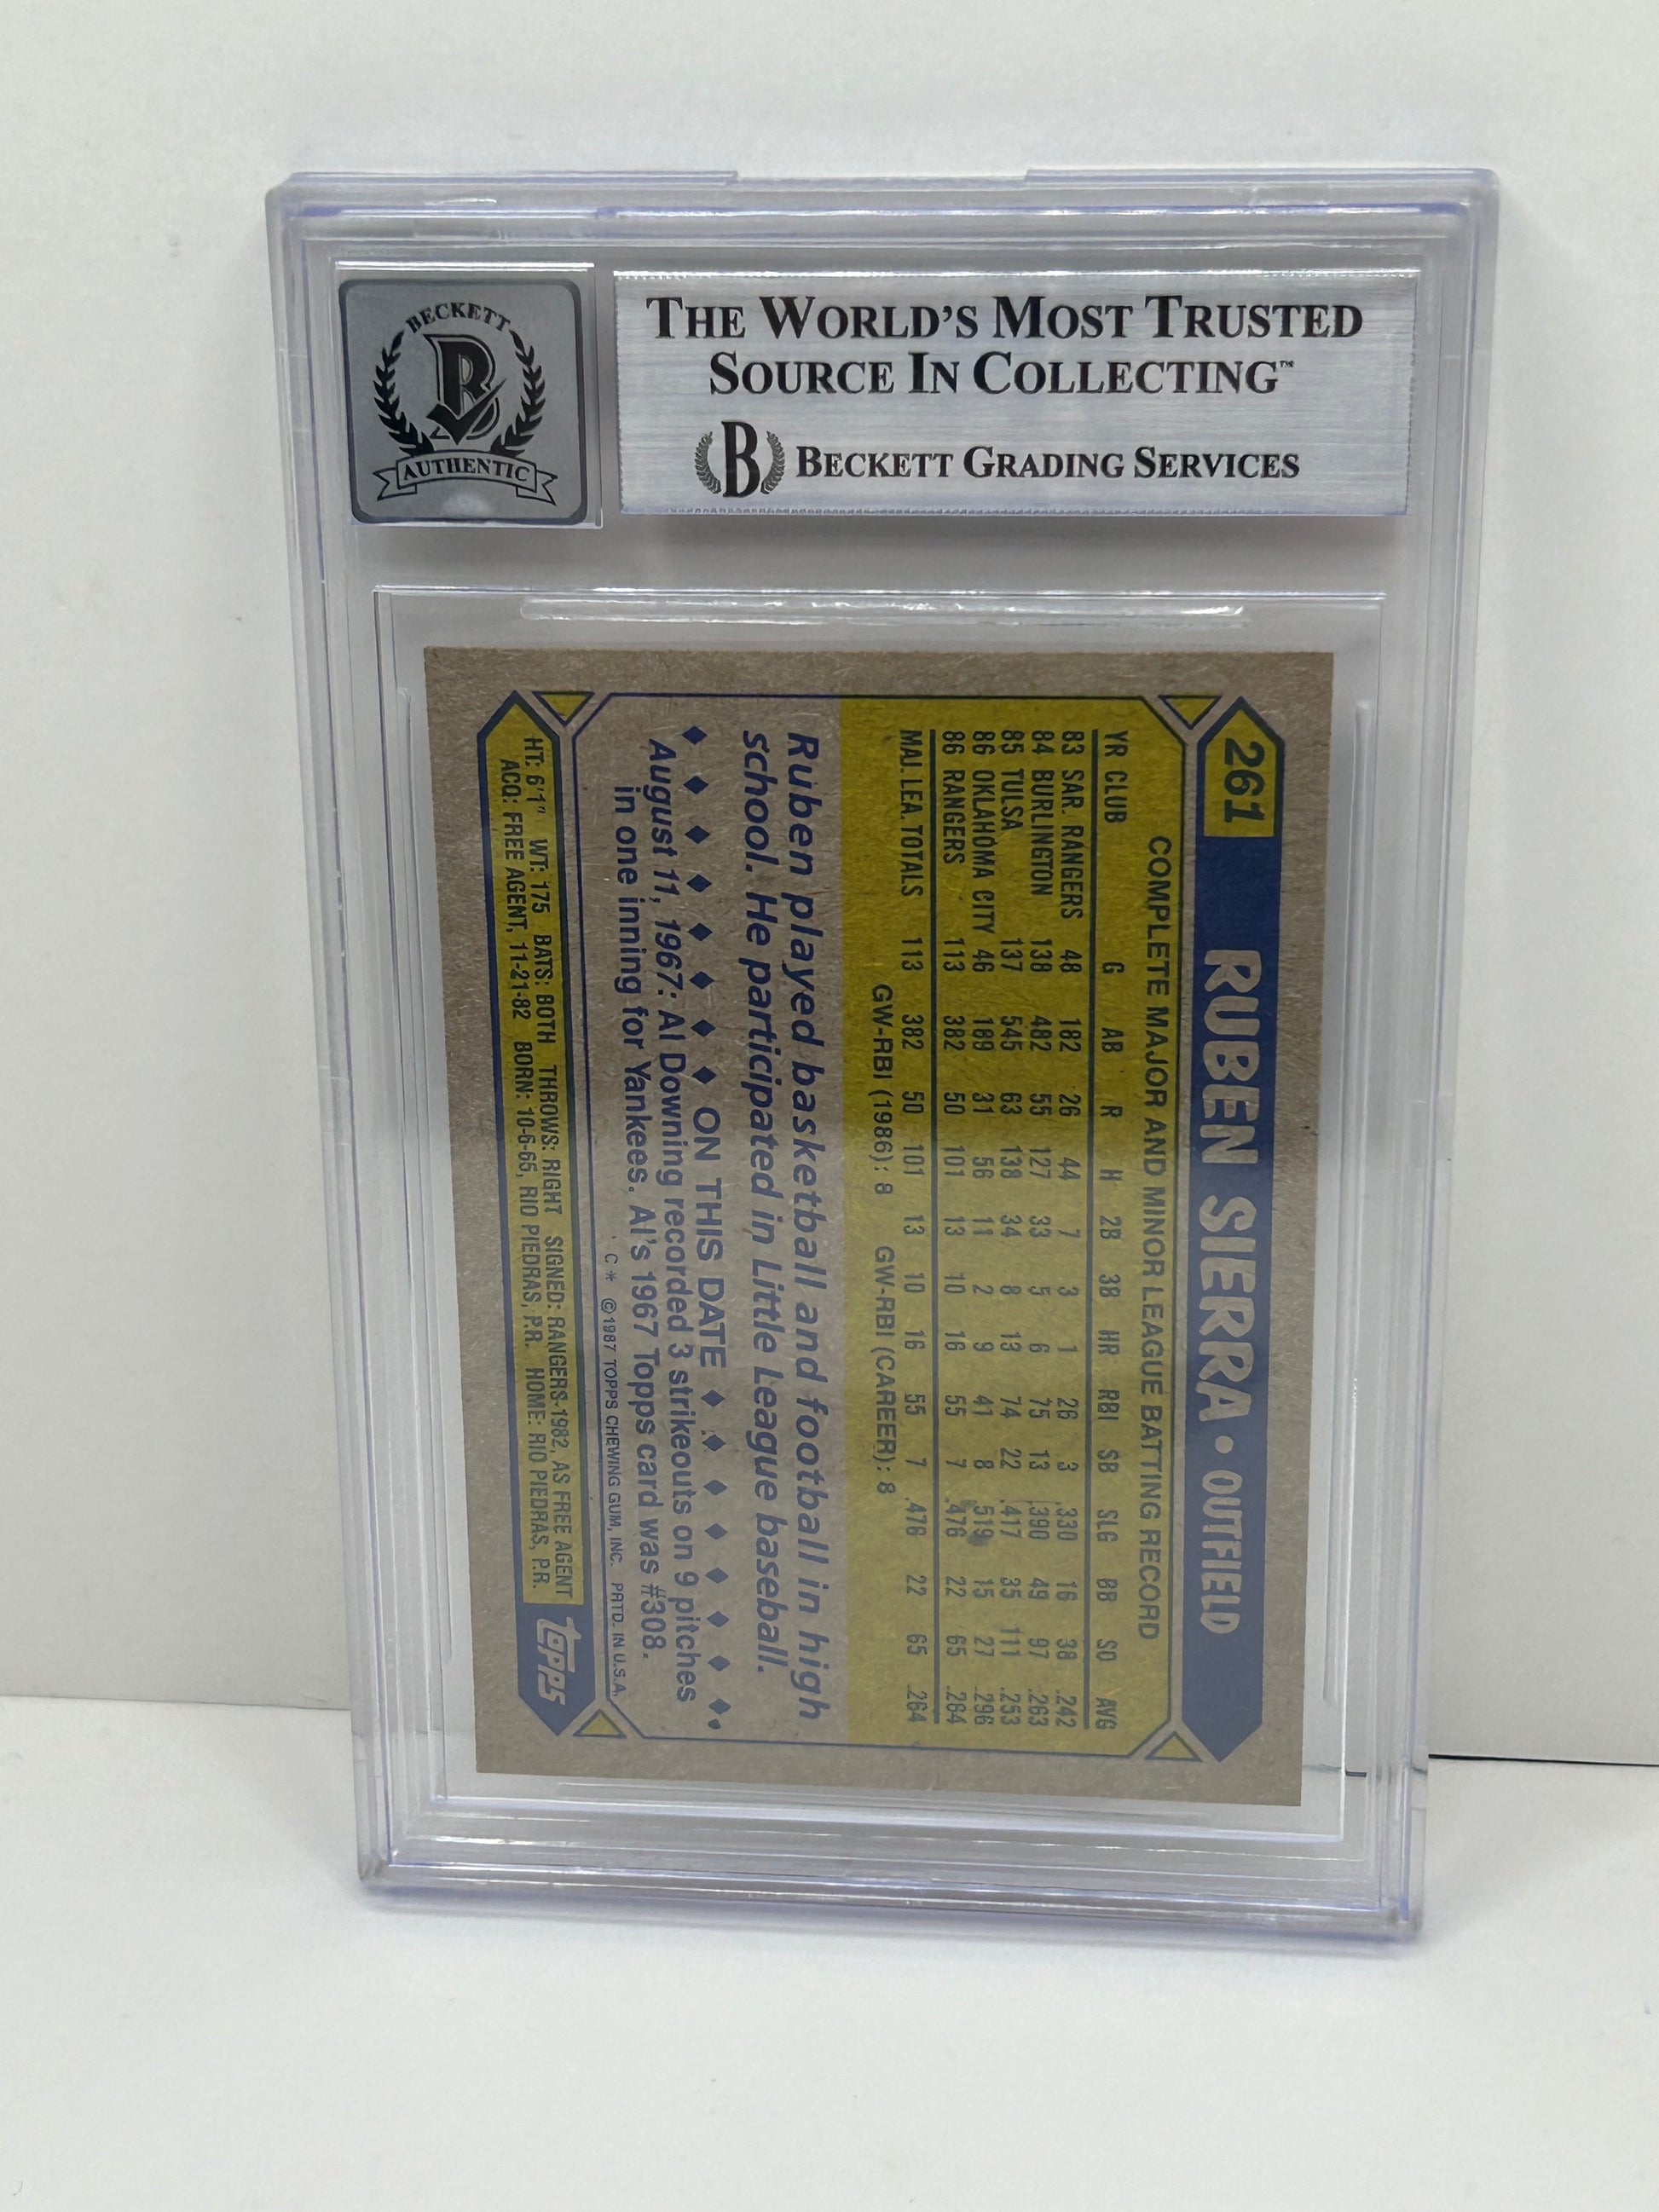 BECKETT
AUTHENTIC
THE WORLD'S MOST TRUSTED
SOURCE IN COLLECTING™
B BECKETT GRADING SERVICES
261 RUBEN SIERRA • OUTFIELD
COMPLETE MAJOR AND MINOR LEAGUE BATTING RECORD
YR CLUB G AB R H 2B 3B HR RBI SB SLG BB SO AVG
83 SAR. RANGERS 48 182 26 44 7 3 1 26 3 .330 16 38 .242
84 BURLINGTON 138 482 55 127 33 5 6 75 13 .390 49 97 .263
85 TULSA 137 545 63 138 34 8 13 74 22 .417 35 111 .253
86 OKLAHOMA CITY 46 189 31 56 11 2 9 41 8 .519 15 27 .296
86 RANGERS 113 382 50 101 13 10 16 55 7 .476 22 65 .264
MAJ. LEA. TOTALS 113 382 50 101 13 10 16 55 7 .476 22 65 .264
GW-RBI (1986): 8 GW-RBI (CAREER): 8
Ruben played basketball and football in high
school. He participated in Little League baseball.
ON THIS DATE
August 11, 1967: Al Downing recorded 3 strikeouts on 9 pitches
in one inning for Yankees. Al's 1967 Topps card was #308.
C* ©1987 TOPPS CHEWING GUM, INC. PRTD. IN U.S.A.
HT: 6'1" WT: 175 BATS: BOTH THROWS: RIGHT SIGNED: RANGERS-1982, AS FREE AGENT
ACQ: FREE AGENT, 11-21-82 BORN: 10-6-65, RIO PIEDRAS, P.R. HOME: RIO PIEDRAS, P.R.
topps